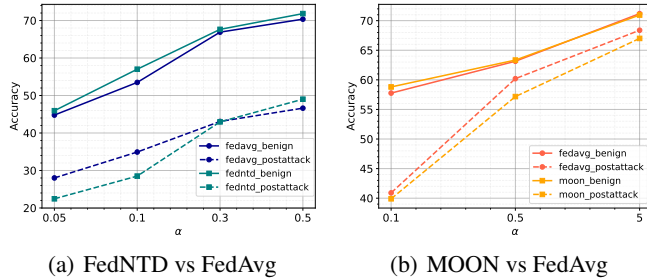 Accuracy
70
60
50
40
30
20
0.05
0.1
0.3
0.5
α
fedavg_benign
fedavg_postattack
fedntd_benign
fedntd_postattack
(a) FedNTD vs FedAvg
Accuracy
70
65
60
55
50
45
40
0.1
0.5
5
α
fedavg_benign
fedavg_postattack
moon_benign
moon_postattack
(b) MOON vs FedAvg